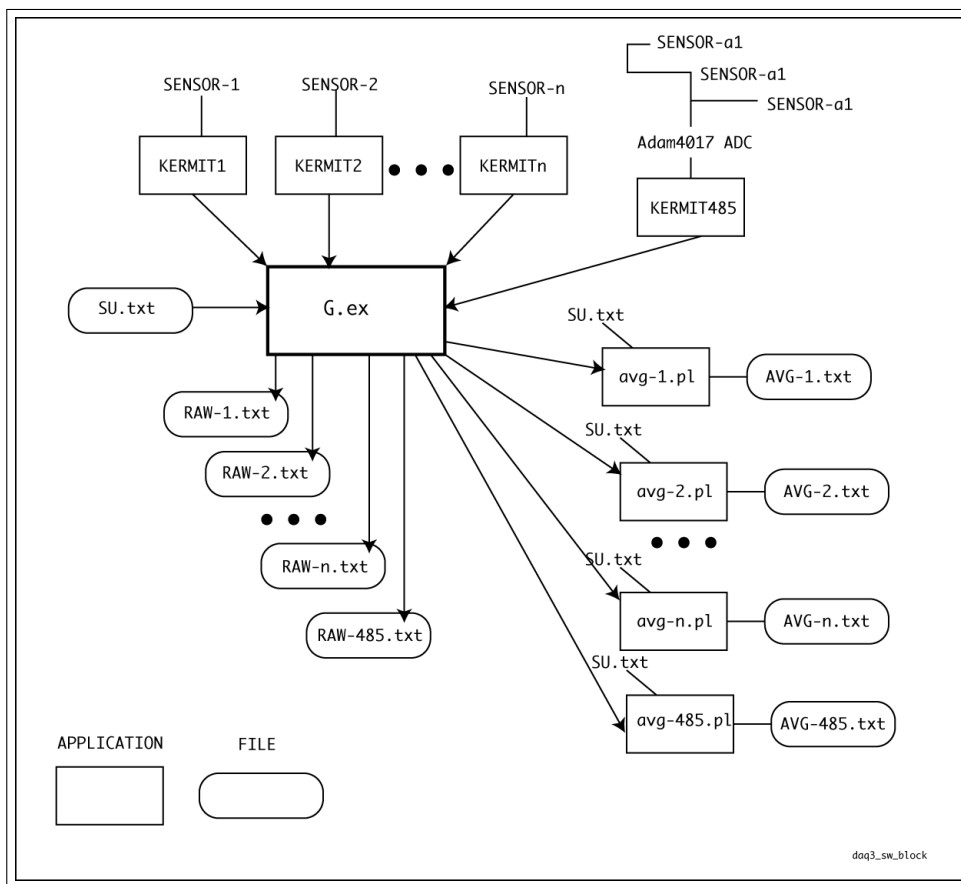 SENSOR-a1
SENSOR-1
SENSOR-2
SENSOR-n
SENSOR-a1
SENSOR-a1
Adam4017 ADC
KERMIT1
KERMIT2
KERMITn
KERMIT485
SU.txt
G.ex
SU.txt
avg-1.pl
AVG-1.txt
RAW-1.txt
SU.txt
RAW-2.txt
avg-2.pl
AVG-2.txt
SU.txt
RAW-n.txt
avg-n.pl
AVG-n.txt
RAW-485.txt
SU.txt
avg-485.pl
AVG-485.txt
APPLICATION
FILE
daq3_sw_block